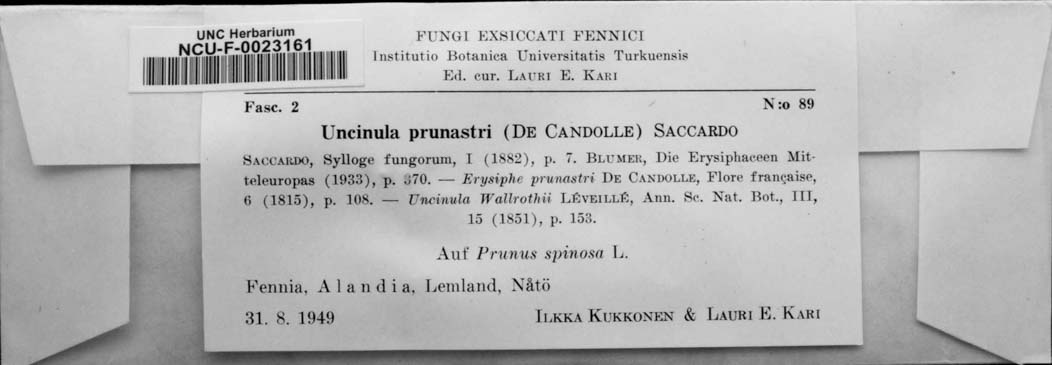 UNC Herbarium
NCU-F-0023161
FUNGI EXSICCATI FENNICI
Institutio Botanica Universitatis Turkuensis
Ed. cur. LAURI E. KARI
Fasc. 2 N:o 89
Uncinula prunastri (DE CANDOLLE) SACCARDO
SACCARDO, Sylloge fungorum, I (1882), p. 7. BLUMER, Die Erysiphaceen Mit-
teleuropas (1933), p. 370. — Erysiphe prunastri DE CANDOLLE, Flore française,
6 (1815), p. 108. — Uncinula Wallrothii LÉVEILLÉ, Ann. Sc. Nat. Bot., III,
15 (1851), p. 153.
Auf Prunus spinosa L.
Fennia, Alandia, Lemland, Nåtö
31. 8. 1949 ILKKA KUKKONEN & LAURI E. KARI